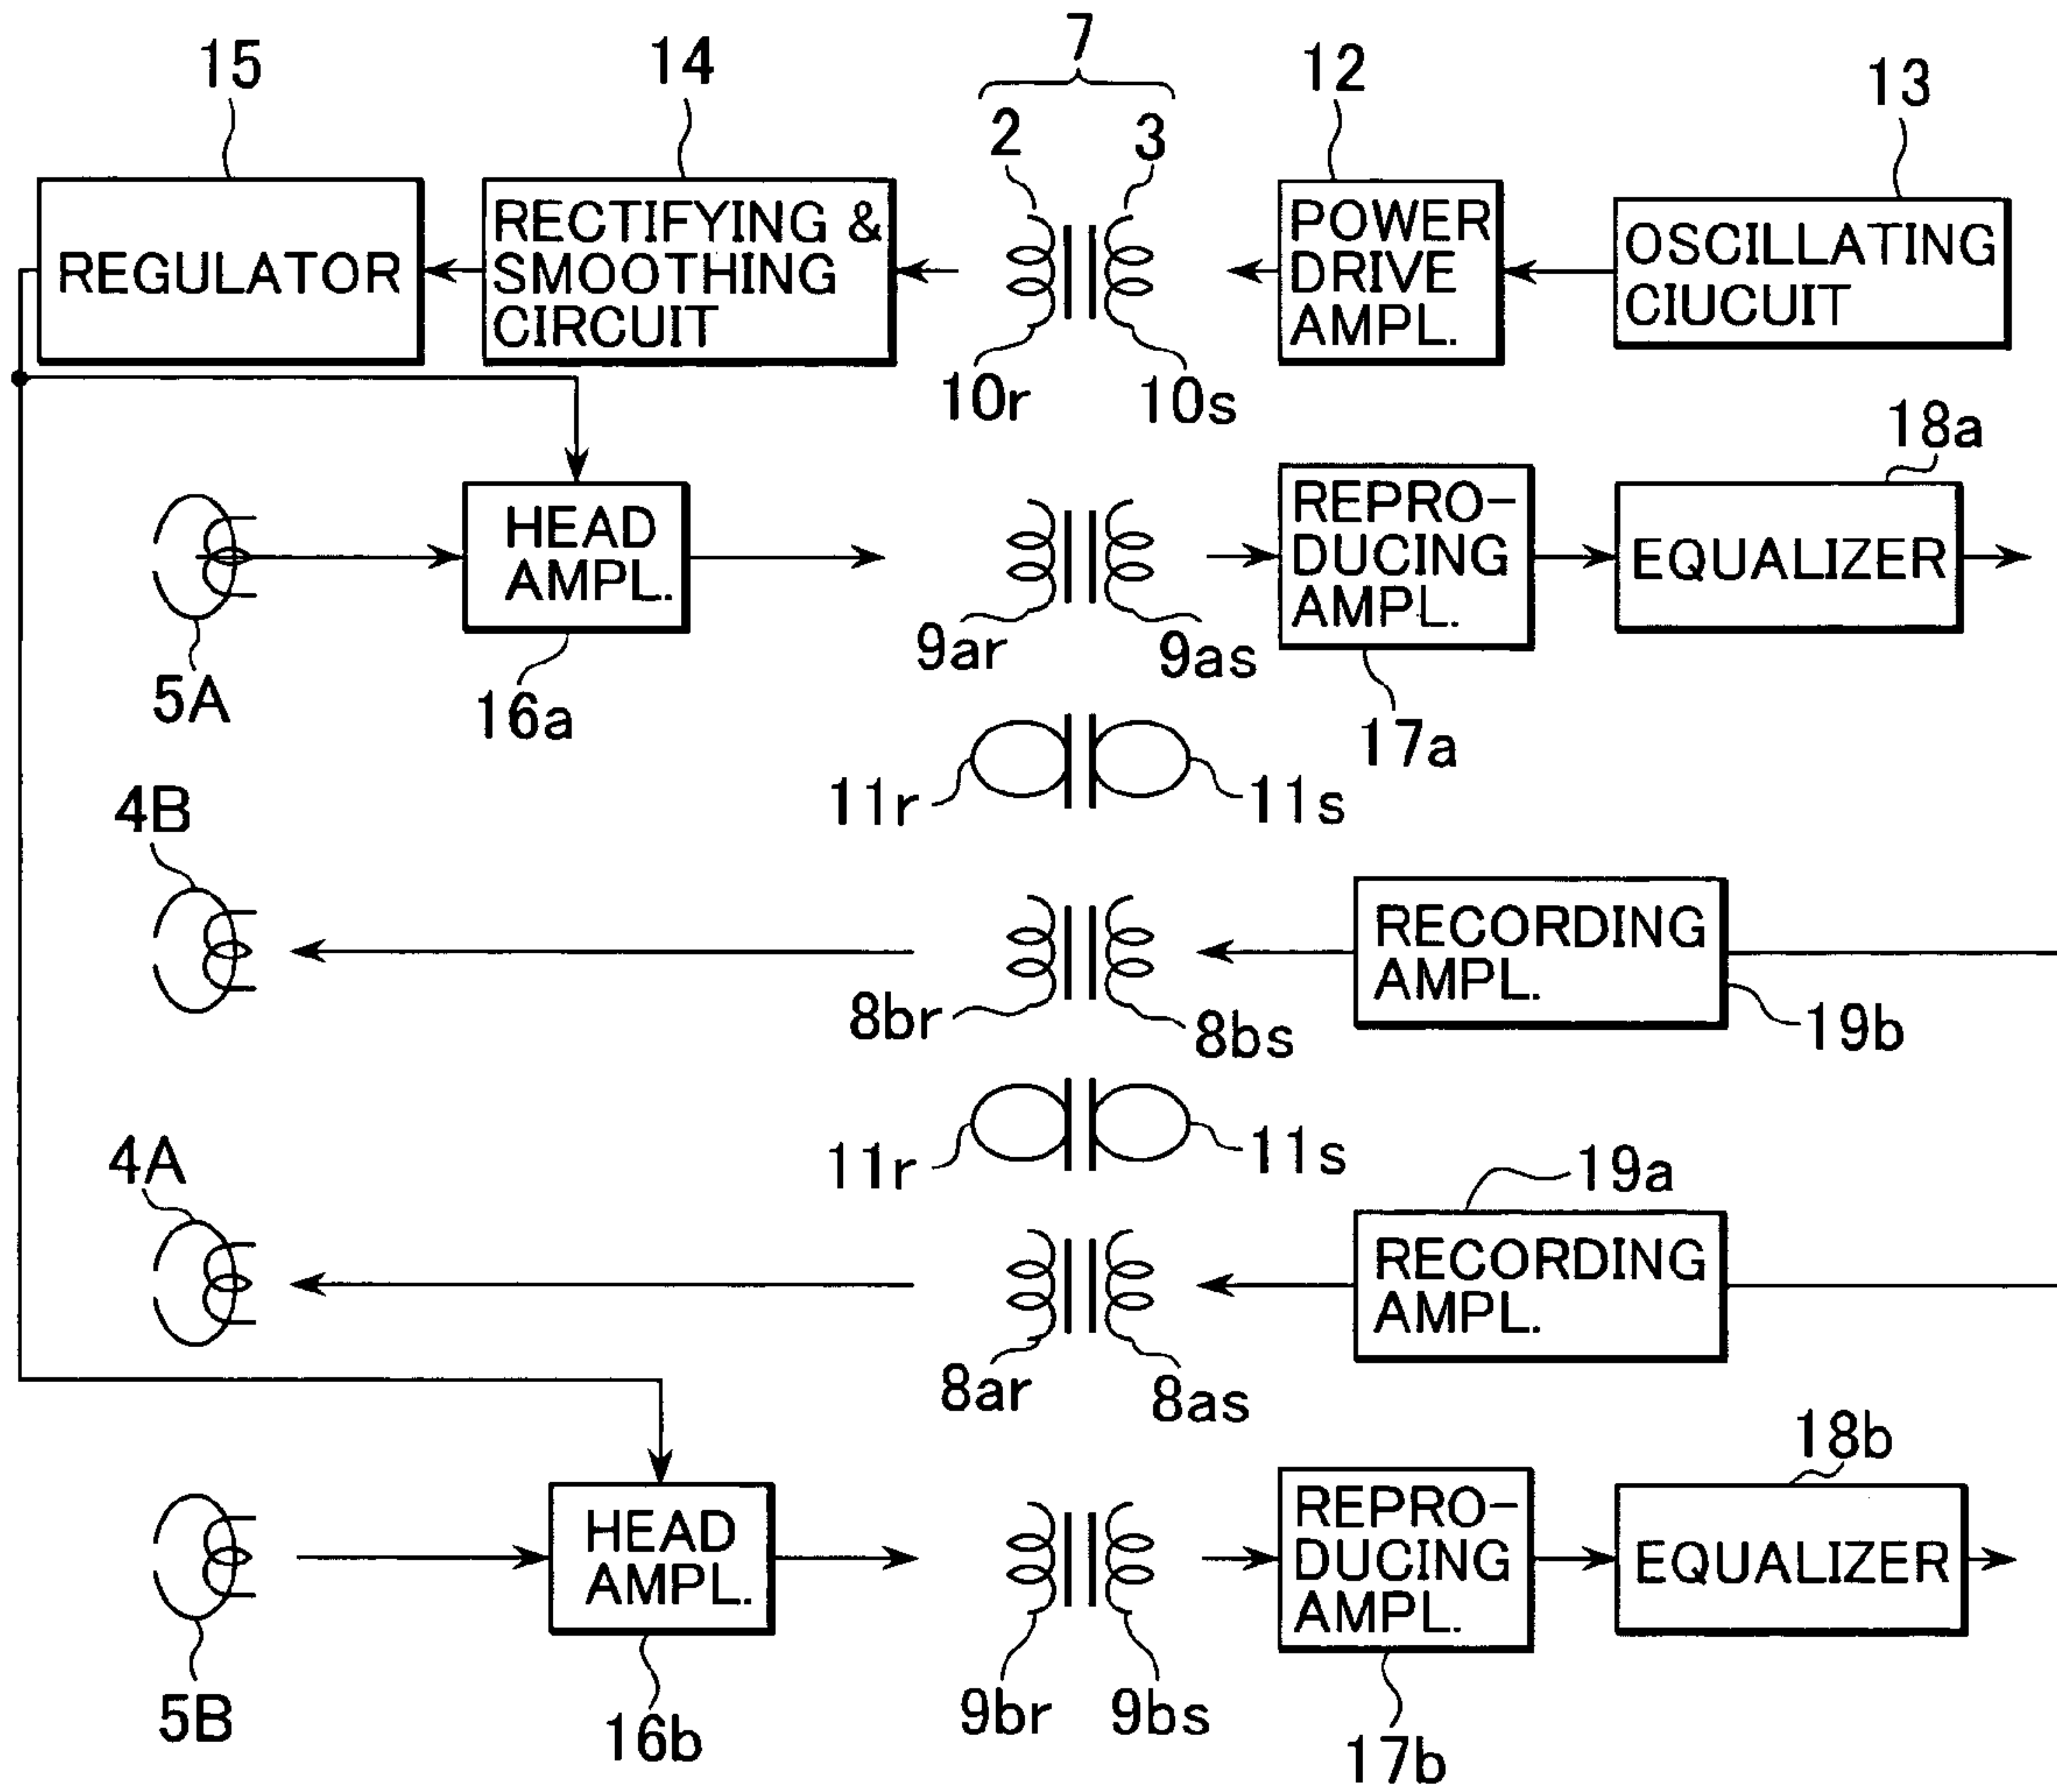 7
15
14
12
13
2
3
REGULATOR
RECTIFYING &
SMOOTHING
CIRCUIT
POWER
DRIVE
AMPL.
OSCILLATING
CIUCUIT
10r
10s
18a
HEAD
AMPL.
REPRO-
DUCING
AMPL.
EQUALIZER
5A
16a
9ar
9as
17a
11r
11s
4B
RECORDING
AMPL.
8br
8bs
19b
4A
11r
11s
19a
RECORDING
AMPL.
8ar
8as
18b
HEAD
AMPL.
REPRO-
DUCING
AMPL.
EQUALIZER
5B
16b
9br
9bs
17b